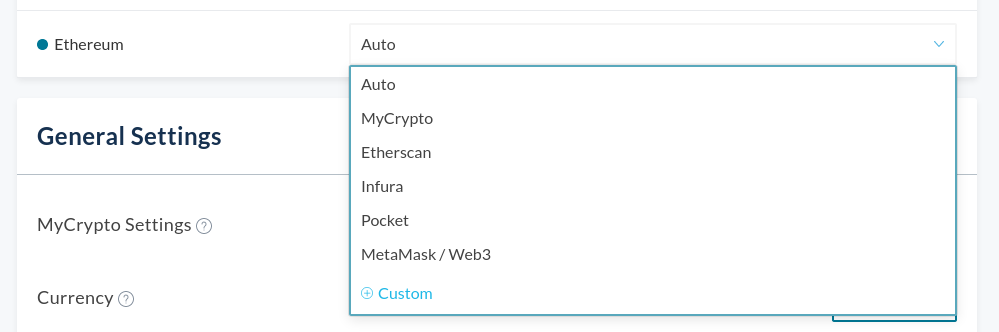 Ethereum
Auto
Auto
MyCrypto
Etherscan
Infura
Pocket
MetaMask / Web3
Custom
General Settings
MyCrypto Settings ?
Currency ?